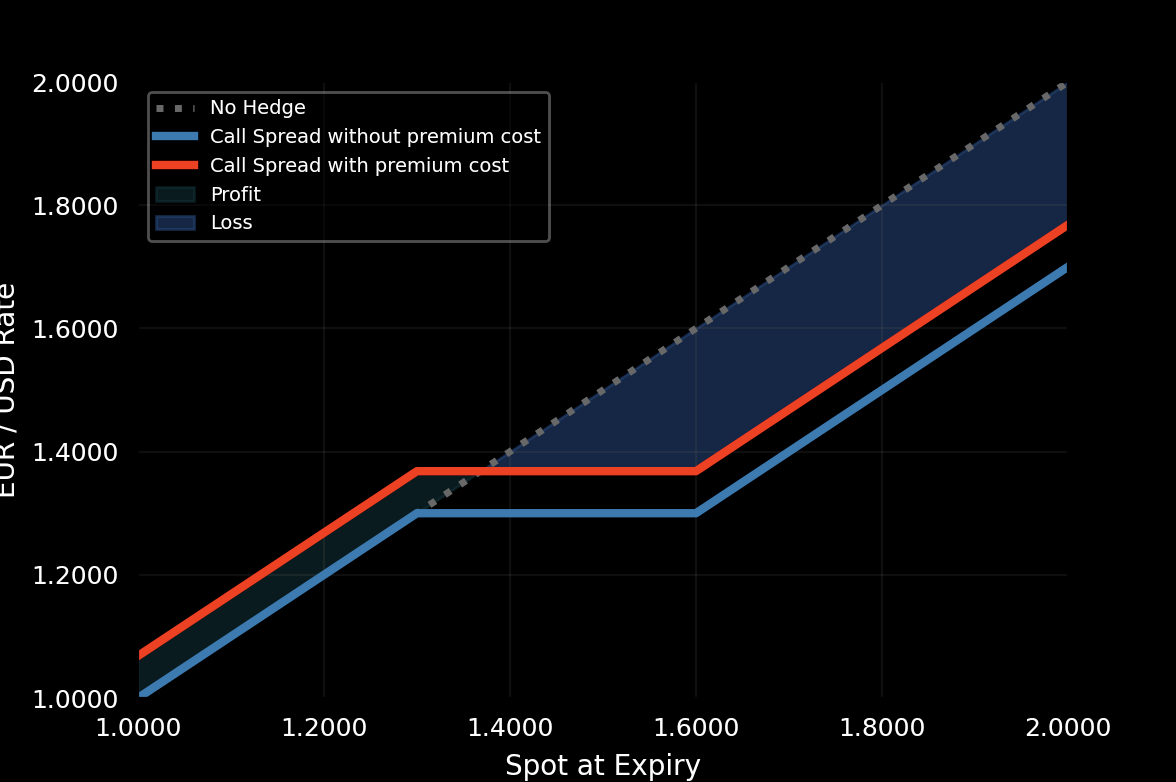 2.0000
1.8000
1.6000
1.4000
1.2000
1.0000
EUR / USD Rate
No Hedge
Call Spread without premium cost
Call Spread with premium cost
Profit
Loss
1.0000 1.2000 1.4000 1.6000 1.8000 2.0000
Spot at Expiry